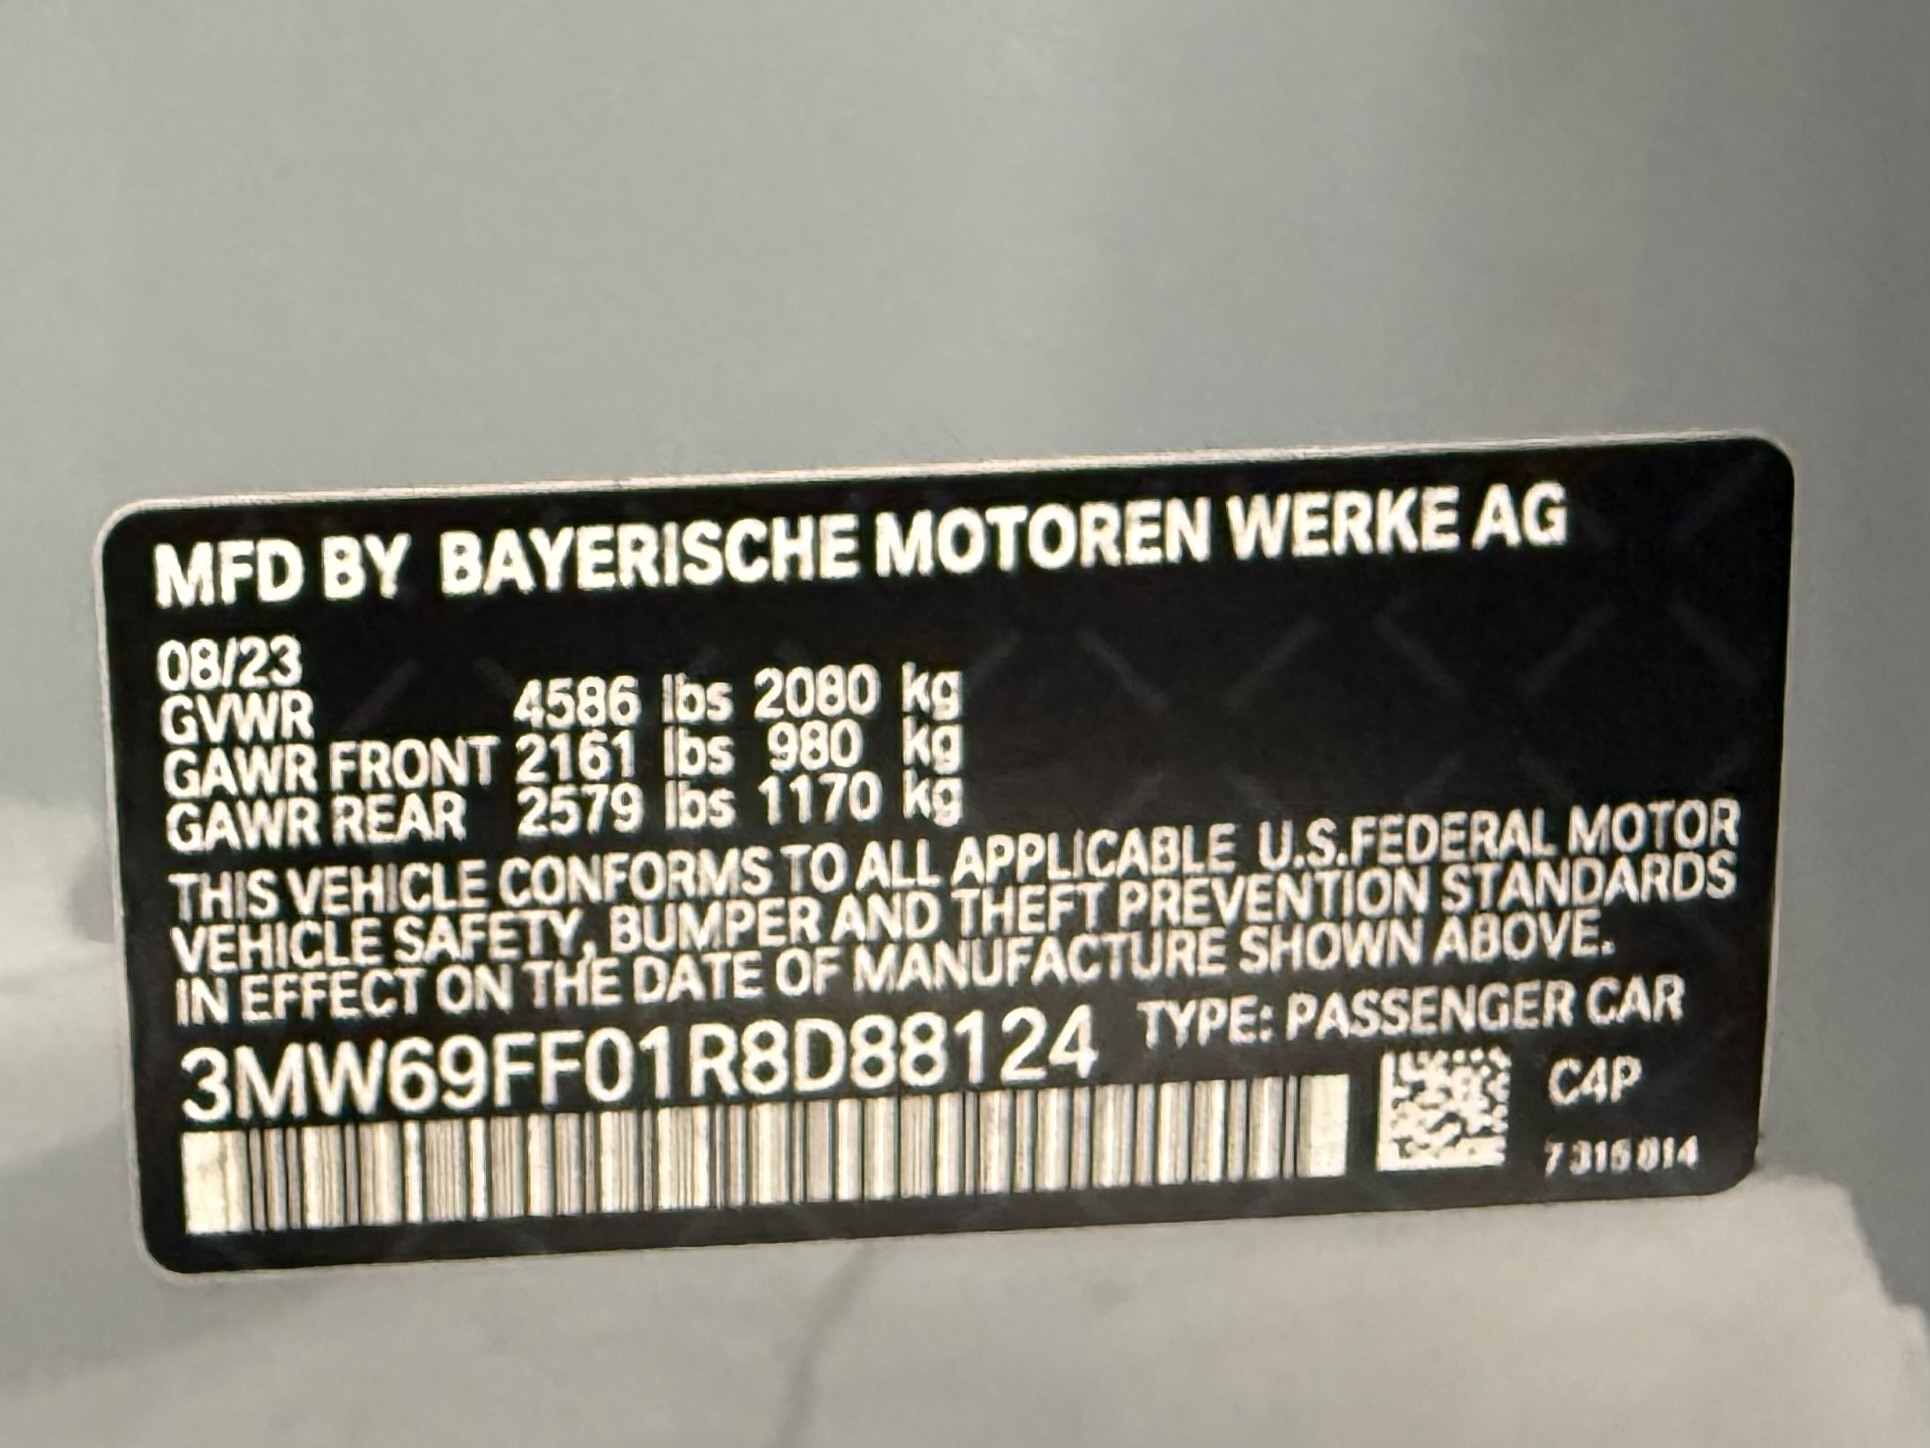 MFD BY BAYERISCHE MOTOREN WERKE AG
08/23
GVWR 4586 lbs 2080 kg
GAWR FRONT 2161 lbs 980 kg
GAWR REAR 2579 lbs 1170 kg
THIS VEHICLE CONFORMS TO ALL APPLICABLE U.S.FEDERAL MOTOR
VEHICLE SAFETY, BUMPER AND THEFT PREVENTION STANDARDS
IN EFFECT ON THE DATE OF MANUFACTURE SHOWN ABOVE.
3MW69FF01R8D88124 TYPE: PASSENGER CAR
C4P